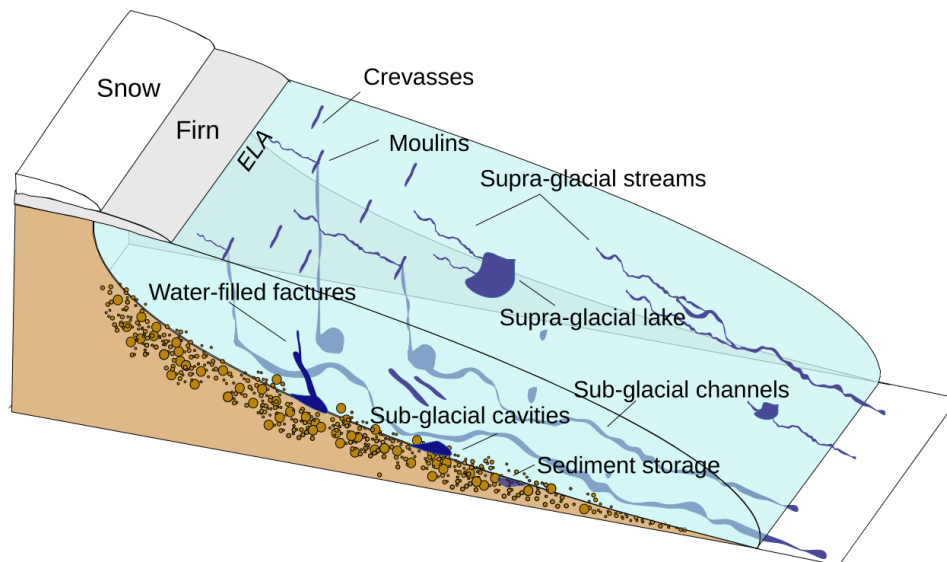 Crevasses
Snow
Firn
ELA
Moulins
Supra-glacial streams
Water-filled factures
Supra-glacial lake
Sub-glacial channels
Sub-glacial cavities
Sediment storage